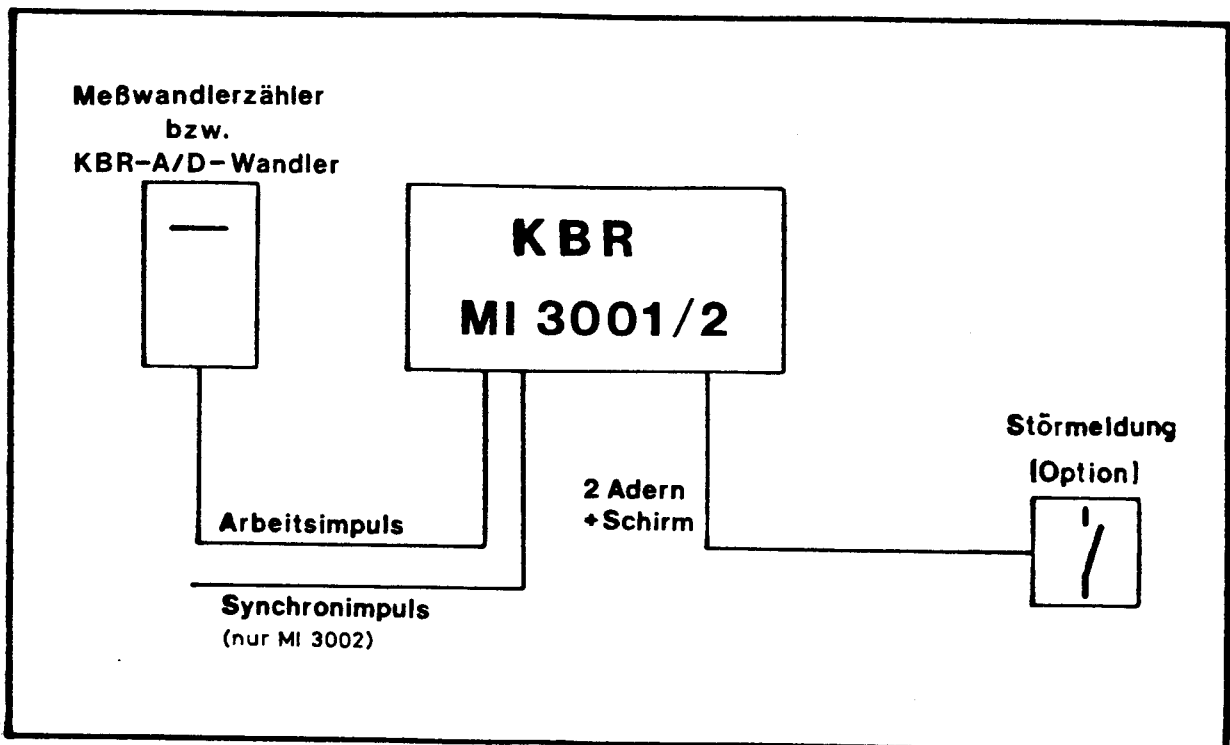 Meßwandlerzähler
bzw.
KBR-A/D-Wandler
KBR
MI 3001/2
Störmeldung
(Option)
2 Adern
+Schirm
Arbeitsimpuls
Synchronimpuls
(nur MI 3002)